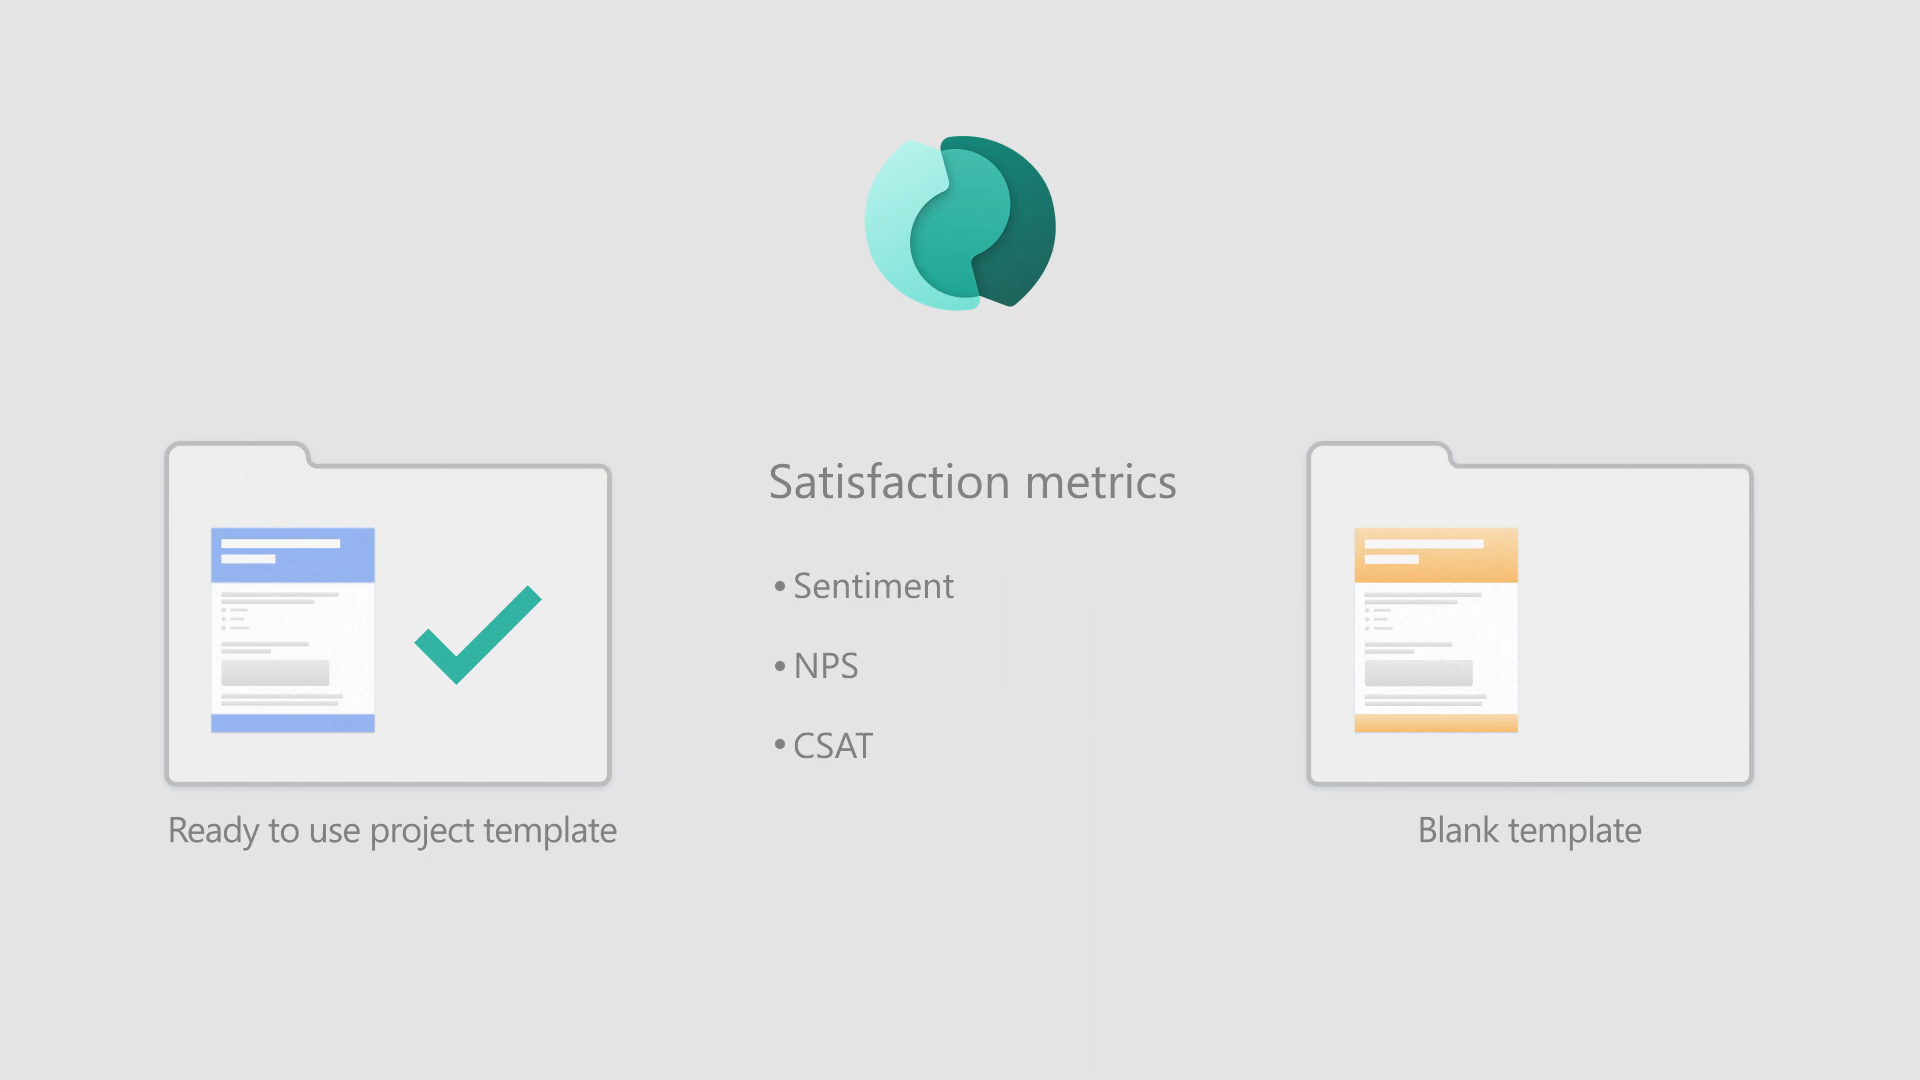 Satisfaction metrics
• Sentiment
• NPS
• CSAT
Ready to use project template
Blank template